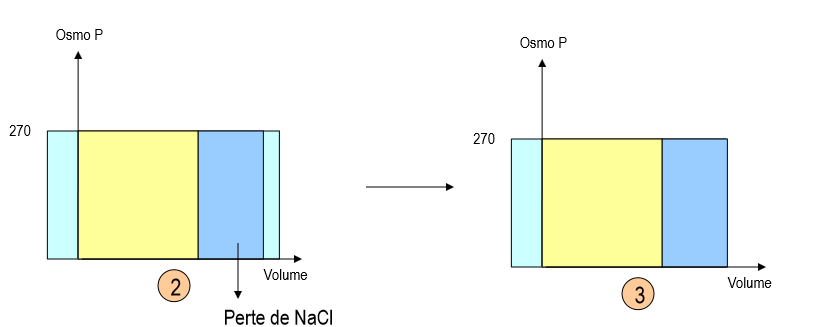 Osmo P
270
Volume
2
Perte de NaCl
Osmo P
270
Volume
3